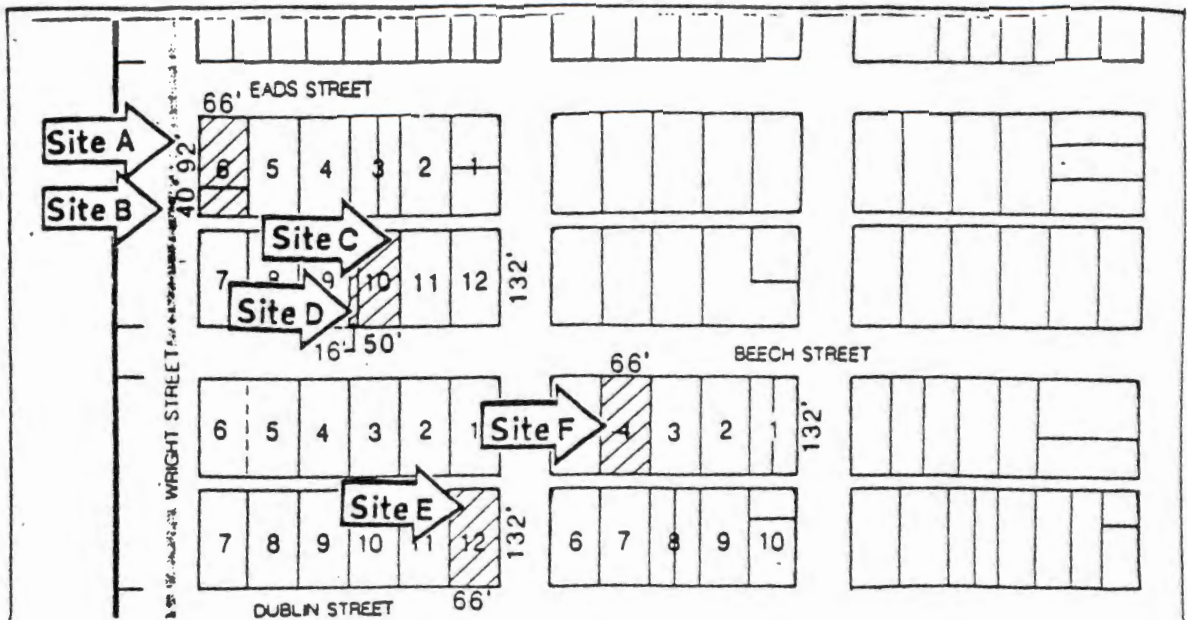 EADS STREET
66'
Site A
92'
6 5 4 3 2 1
Site B
40
Site C
7 8 9 10 11 12
132'
Site D
16' 50'
BEECH STREET
66'
WRIGHT STREET
6 5 4 3 2 1
Site F
4 3 2 1
132'
Site E
7 8 9 10 11 12
132'
6 7 8 9 10
66'
DUBLIN STREET